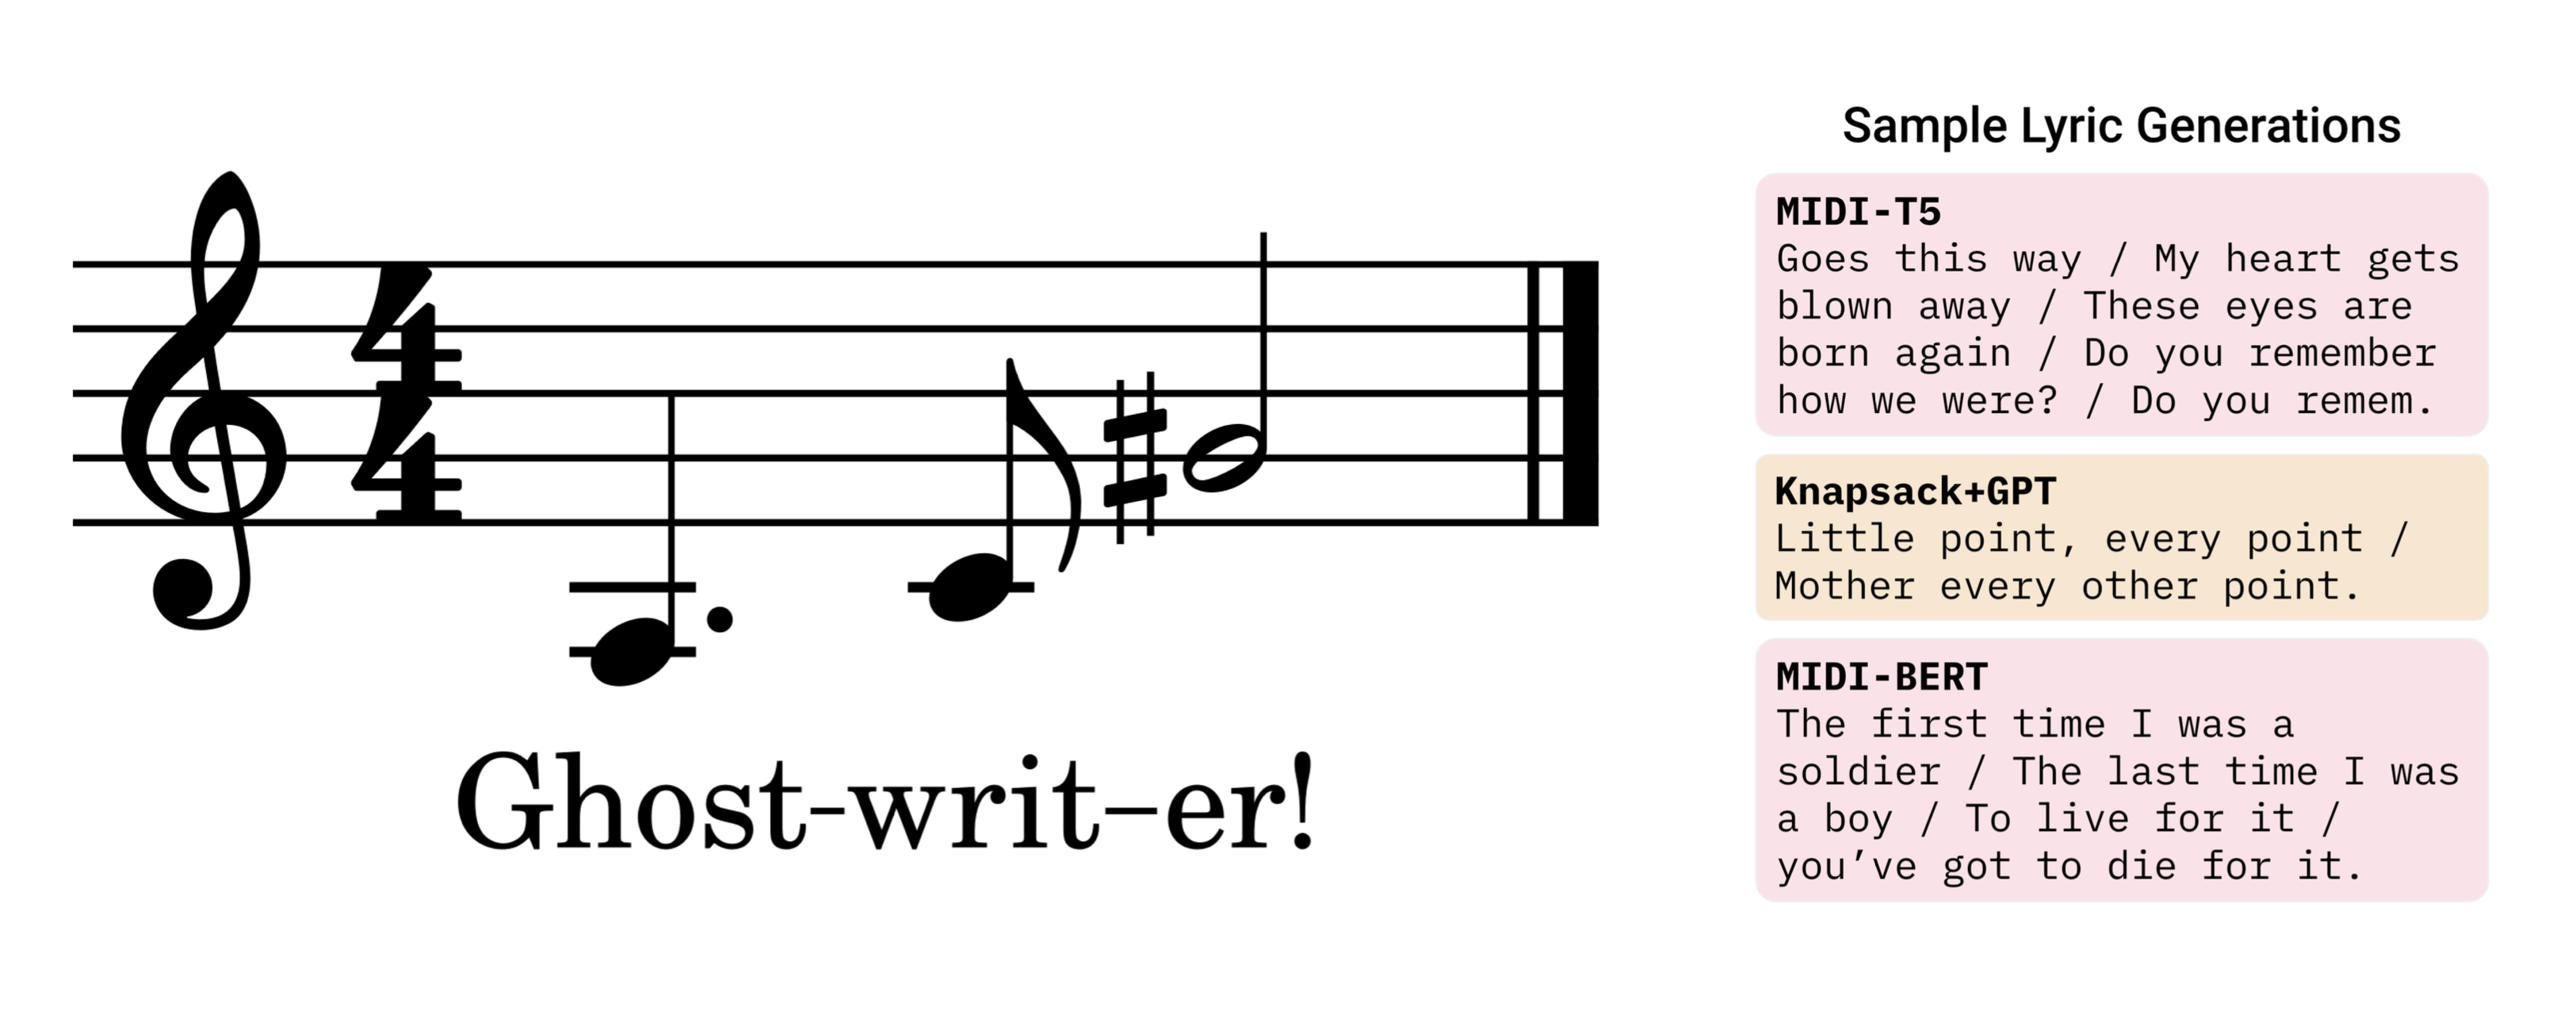 4
4
Ghost-writ-er!
Sample Lyric Generations
MIDI-T5
Goes this way / My heart gets
blown away / These eyes are
born again / Do you remember
how we were? / Do you remem.
Knapsack+GPT
Little point, every point /
Mother every other point.
MIDI-BERT
The first time I was a
soldier / The last time I was
a boy / To live for it /
you’ve got to die for it.